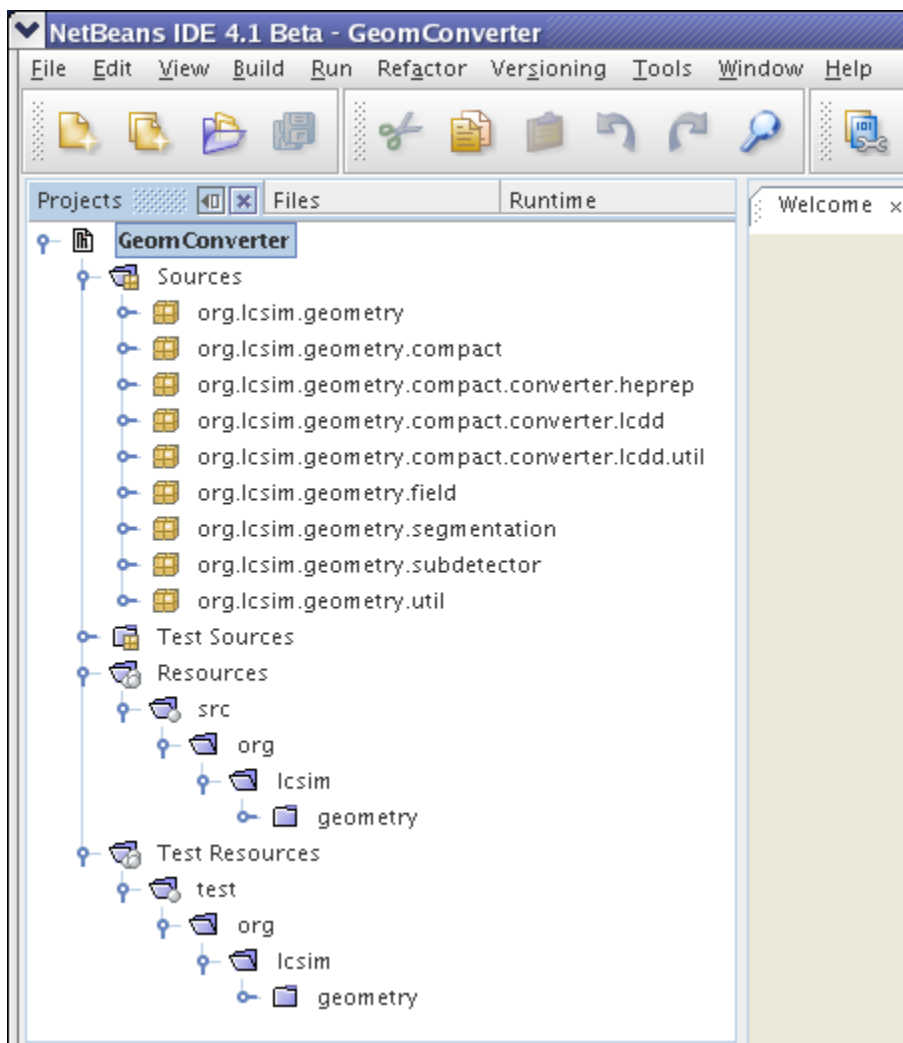 NetBeans IDE 4.1 Beta - GeomConverter
File Edit View Build Run Refactor Versioning Tools Window Help
Projects Files Runtime
Welcome
GeomConverter
Sources
org.lcsim.geometry
org.lcsim.geometry.compact
org.lcsim.geometry.compact.converter.heprep
org.lcsim.geometry.compact.converter.lcdd
org.lcsim.geometry.compact.converter.lcdd.util
org.lcsim.geometry.field
org.lcsim.geometry.segmentation
org.lcsim.geometry.subdetector
org.lcsim.geometry.util
Test Sources
Resources
src
org
lcsim
geometry
Test Resources
test
org
lcsim
geometry